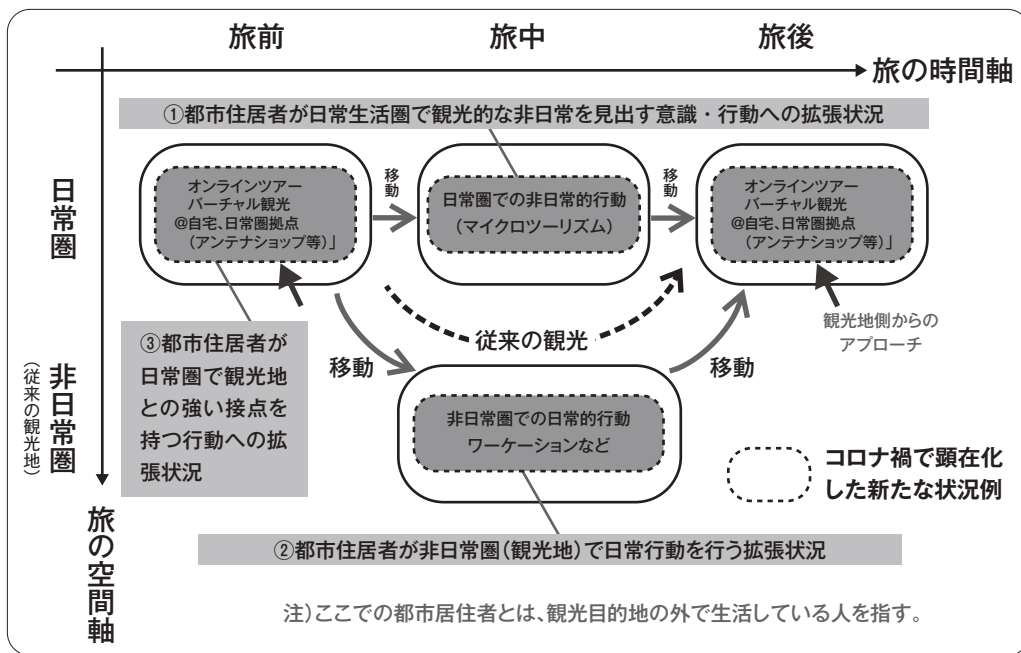 旅前
旅中
旅後
旅の時間軸
①都市住居者が日常生活圏で観光的な非日常を見出す意識・行動への拡張状況
日常圏
オンラインツアー
バーチャル観光
@自宅、日常圏拠点
（アンテナショップ等）」
移動
日常圏での非日常的行動
（マイクロツーリズム）
移動
オンラインツアー
バーチャル観光
@自宅、日常圏拠点
（アンテナショップ等）」
従来の観光
観光地側からの
アプローチ
③都市住居者が
日常圏で観光地
との強い接点を
持つ行動への拡
張状況
移動
移動
非日常圏
（従来の観光地）
非日常圏での日常的行動
ワーケーションなど
コロナ禍で顕在化
した新たな状況例
②都市住居者が非日常圏（観光地）で日常行動を行う拡張状況
旅の空間軸
注）ここでの都市居住者とは、観光目的地の外で生活している人を指す。